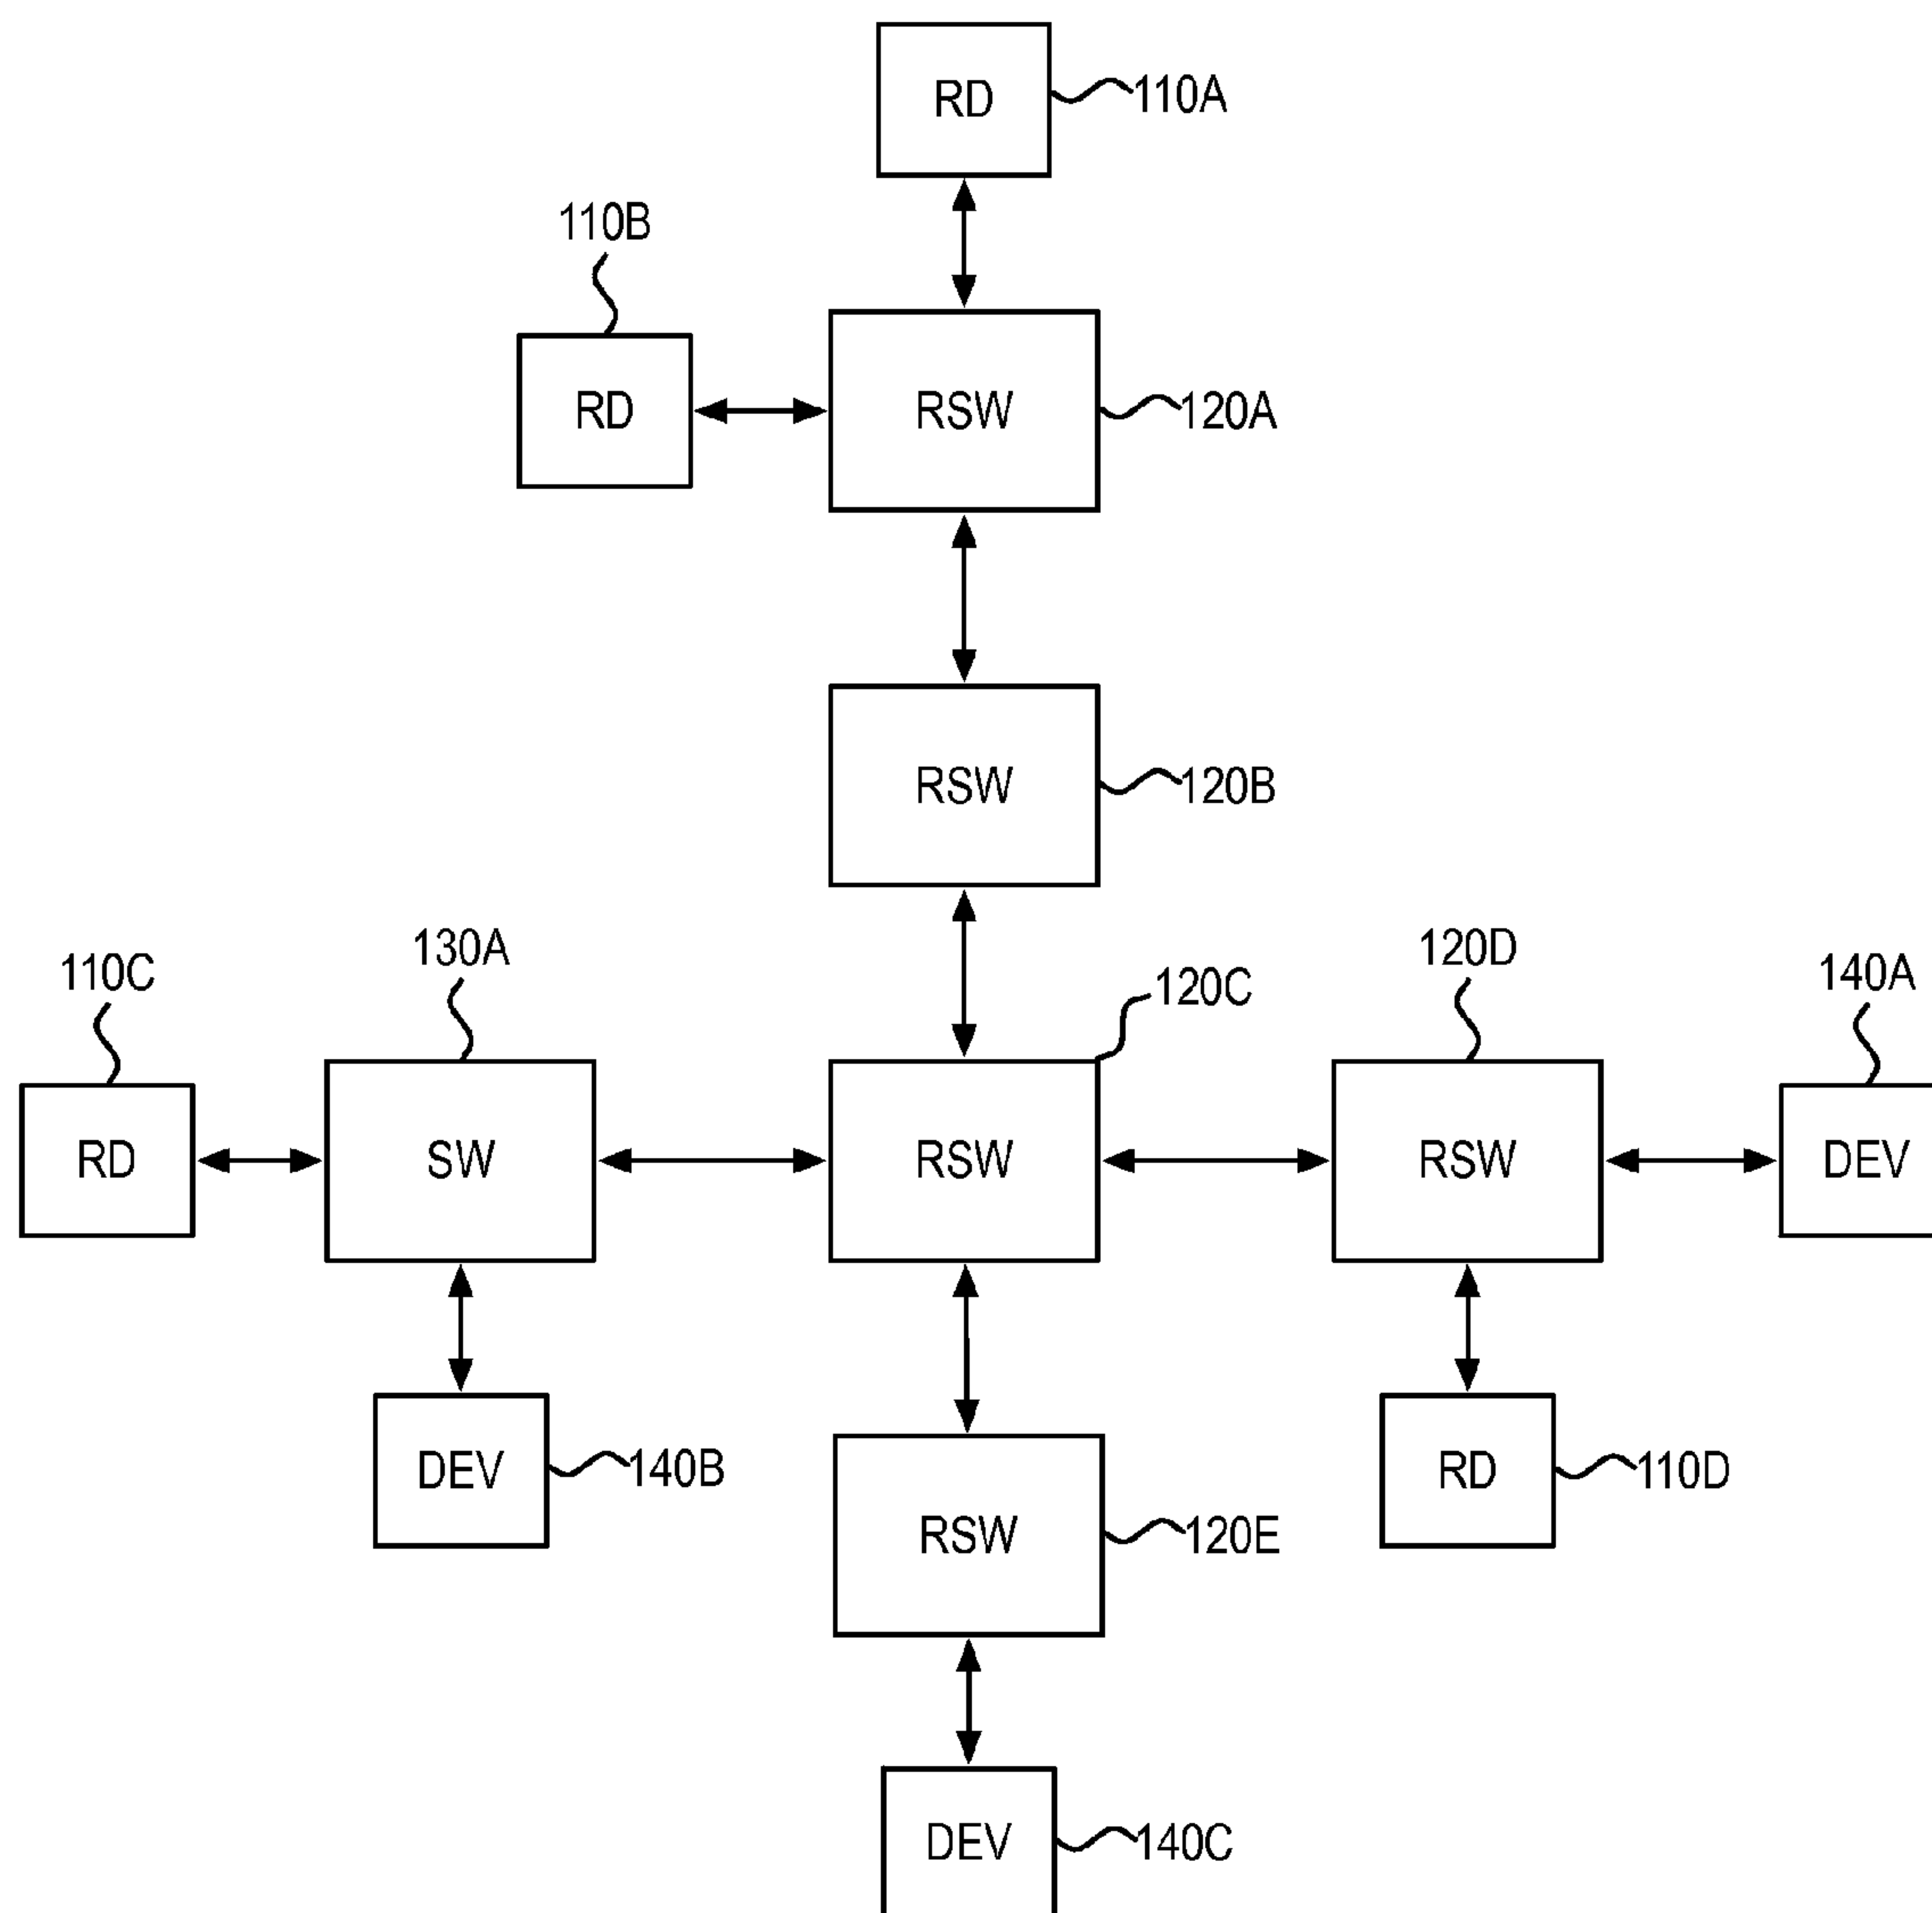 RD
110A
110B
RD
RSW
120A
RSW
120B
110C
130A
120C
120D
140A
RD
SW
RSW
RSW
DEV
DEV
140B
RSW
120E
RD
110D
DEV
140C